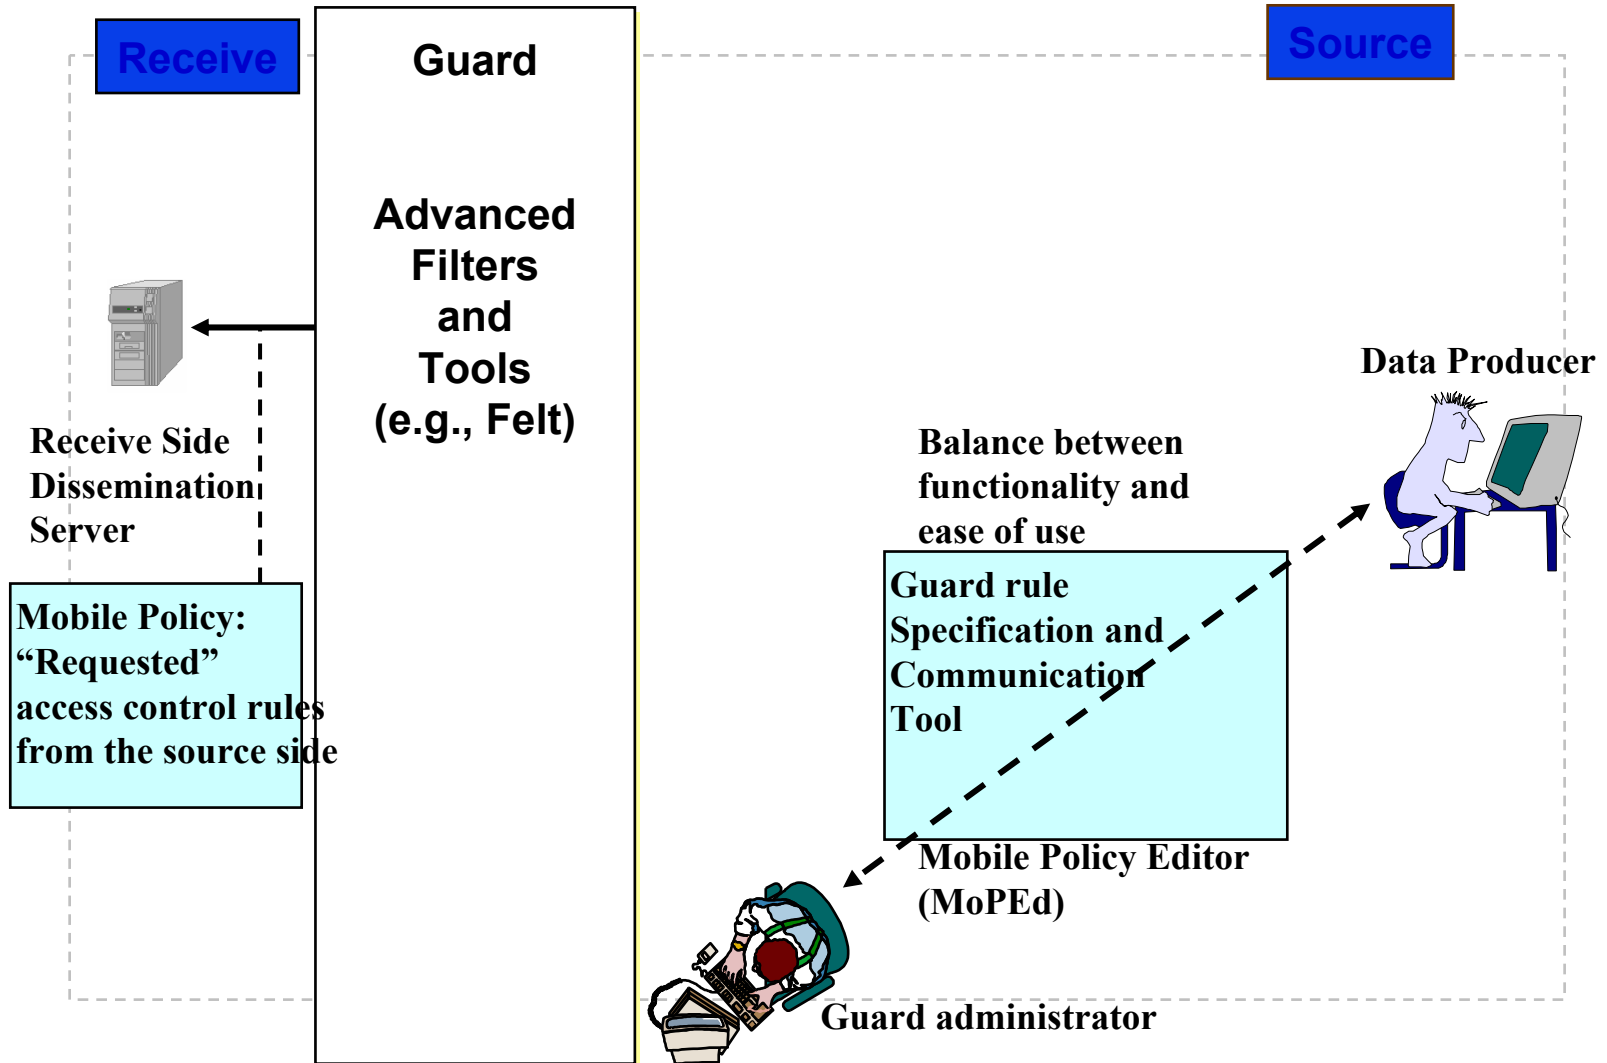 Receive
Guard
Source
Advanced
Filters
and
Tools
(e.g., Felt)
Data Producer
Receive Side
Dissemination
Server
Balance between
functionality and
ease of use
Mobile Policy:
“Requested”
access control rules
from the source side
Guard rule
Specification and
Communication
Tool
Mobile Policy Editor
(MoPEd)
Guard administrator